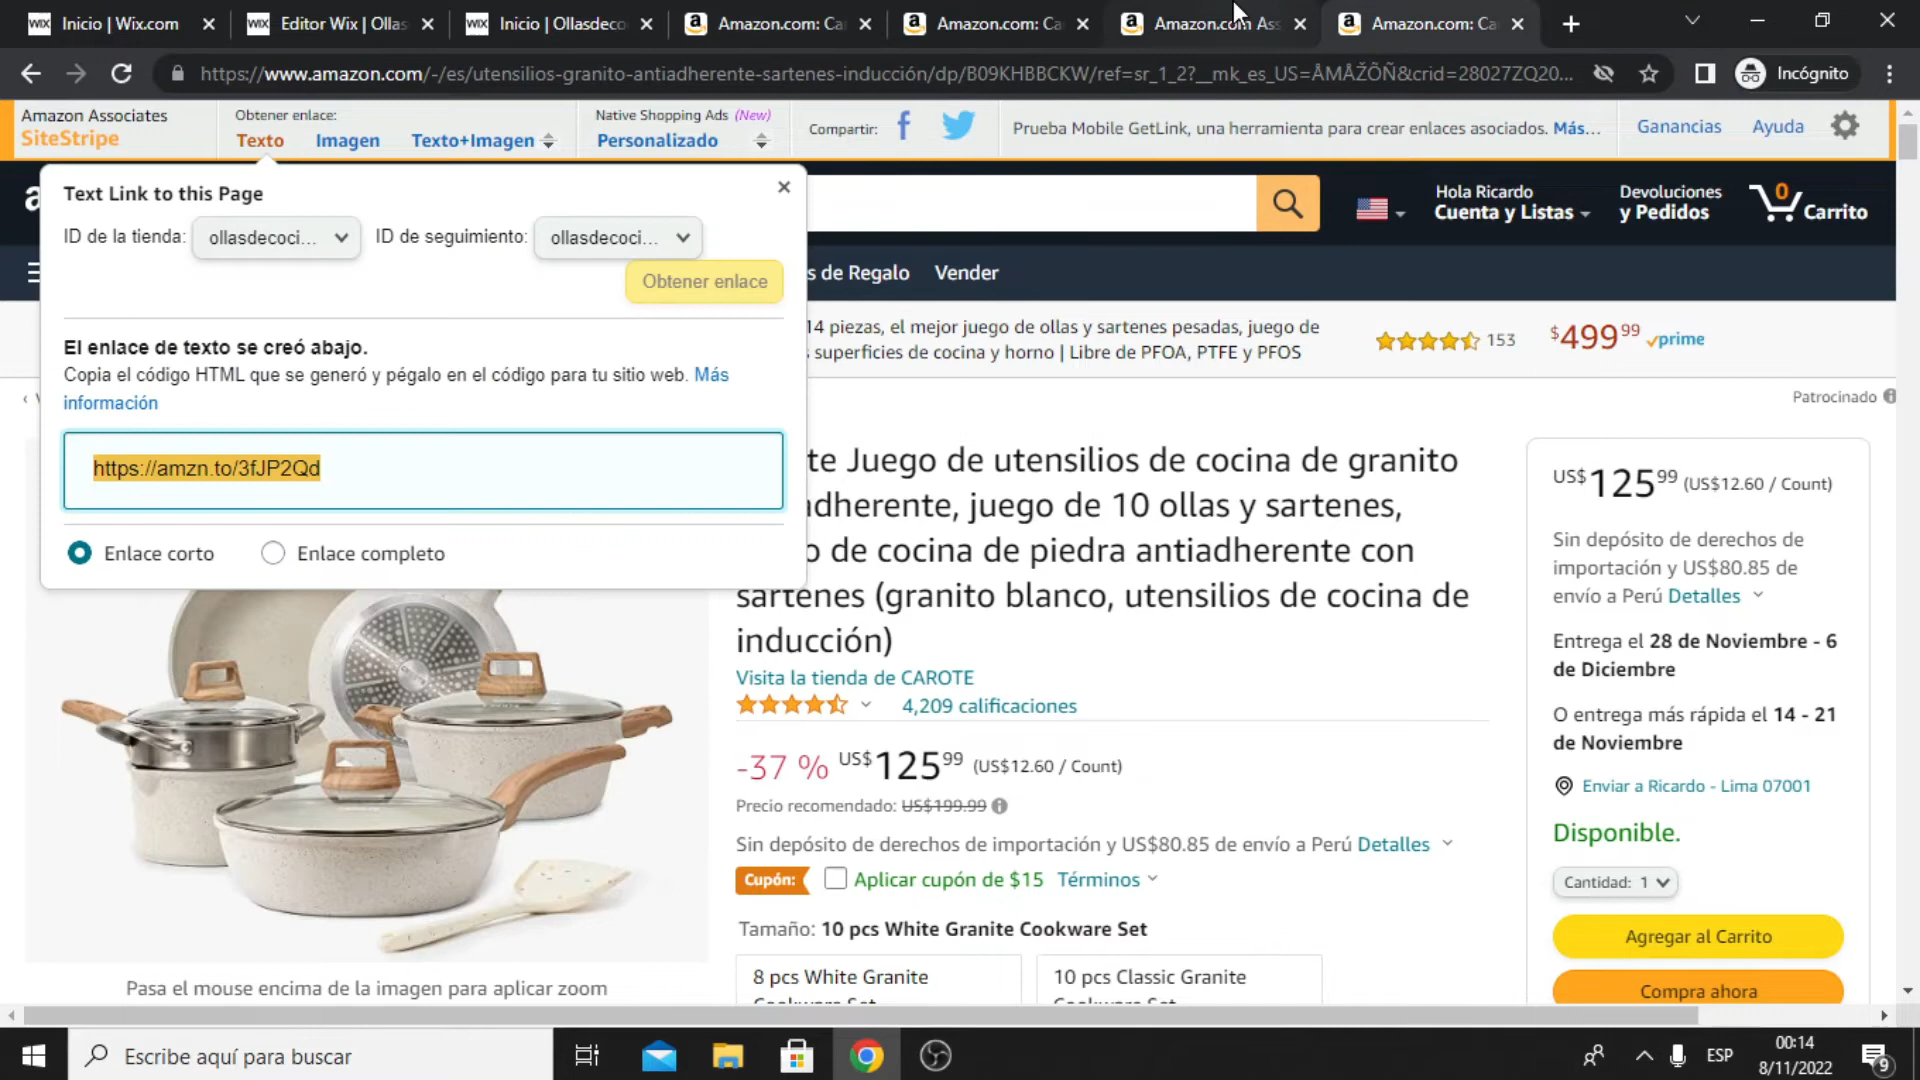 Inicio | Wix.com
Editor Wix | Ollas
Inicio | Ollasdeco
Amazon.com: Ca
Amazon.com: Ca
Amazon.com Ass
Amazon.com: Ca
https://www.amazon.com/-/es/utensilios-granito-antiadherente-sartenes-inducción/dp/B09KHBBCKW/ref=sr_1_2?__mk_es_US=ÅMÅŽÕÑ&crid=28027ZQ20...
Incógnito
Amazon Associates
SiteStripe
Obtener enlace:
Texto Imagen Texto+Imagen
Native Shopping Ads (New)
Personalizado
Compartir:
Prueba Mobile GetLink, una herramienta para crear enlaces asociados. Más...
Ganancias
Ayuda
Text Link to this Page
ID de la tienda: ollasdecoci...
ID de seguimiento: ollasdecoci...
Obtener enlace
El enlace de texto se creó abajo.
Copia el código HTML que se generó y pégalo en el código para tu sitio web. Más
información
https://amzn.to/3fJP2Qd
Enlace corto
Enlace completo
Hola Ricardo
Cuenta y Listas
Devoluciones
y Pedidos
0
Carrito
s de Regalo
Vender
14 piezas, el mejor juego de ollas y sartenes pesadas, juego de
superficies de cocina y horno | Libre de PFOA, PTFE y PFOS
153
$499.99 prime
Patrocinado
te Juego de utensilios de cocina de granito
dherente, juego de 10 ollas y sartenes,
o de cocina de piedra antiadherente con
sartenes (granito blanco, utensilios de cocina de
inducción)
Visita la tienda de CAROTE
4,209 calificaciones
-37 % US$125.99 (US$12.60 / Count)
Precio recomendado: US$199.99
Sin depósito de derechos de importación y US$80.85 de envío a Perú Detalles
Cupón: Aplicar cupón de $15 Términos
Tamaño: 10 pcs White Granite Cookware Set
8 pcs White Granite
Cookware Set
10 pcs Classic Granite
Cookware Set
Pasa el mouse encima de la imagen para aplicar zoom
US$125.99 (US$12.60 / Count)
Sin depósito de derechos de
importación y US$80.85 de
envío a Perú Detalles
Entrega el 28 de Noviembre - 6
de Diciembre
O entrega más rápida el 14 - 21
de Noviembre
Enviar a Ricardo - Lima 07001
Disponible.
Cantidad: 1
Agregar al Carrito
Compra ahora
Escribe aquí para buscar
ESP
00:14
8/11/2022
9